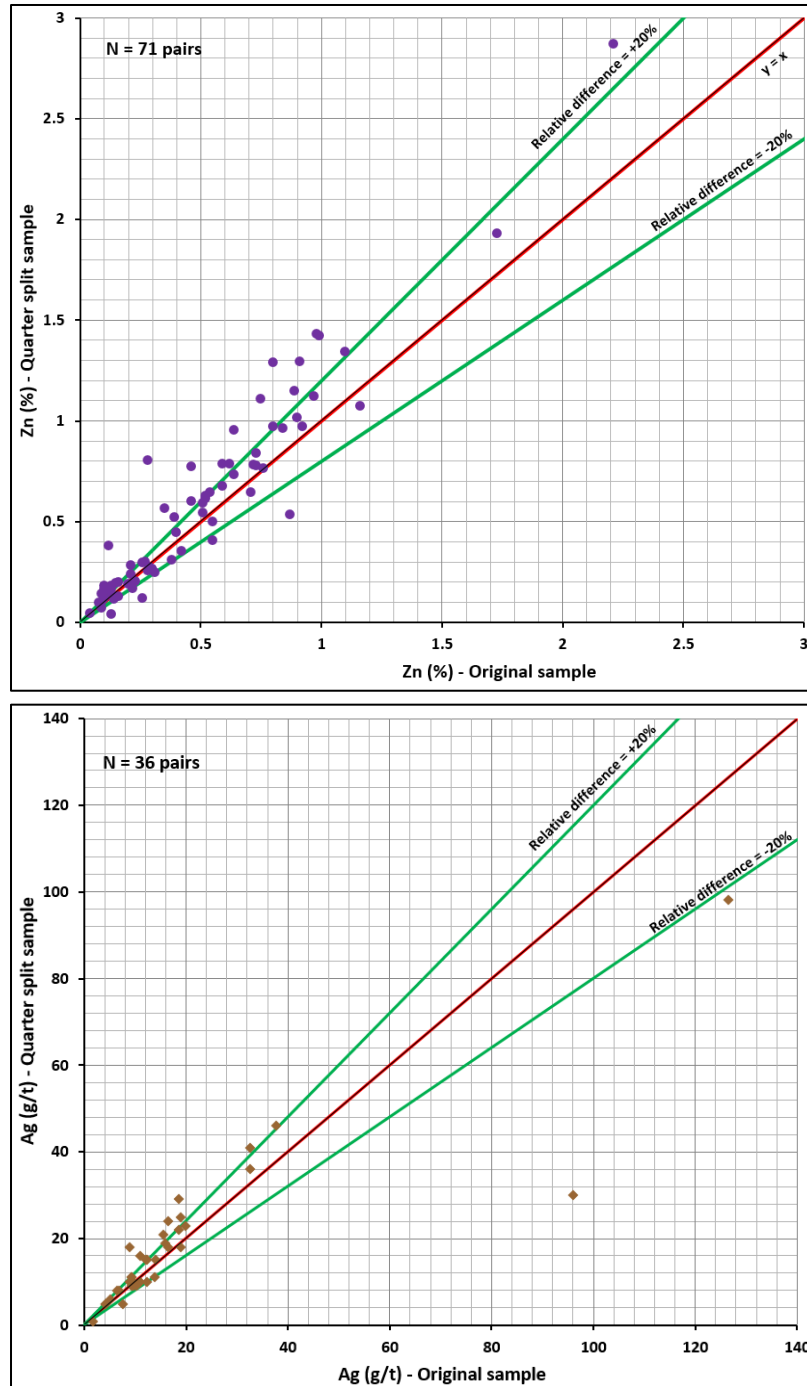 3
N = 71 pairs
Relative difference = +20%
y = x
2.5
Relative difference = -20%
2
1.5
1
0.5
0
Zn (%) - Quarter split sample
0 0.5 1 1.5 2 2.5 3
Zn (%) - Original sample
140
N = 36 pairs
Relative difference = +20%
120
100
Relative difference = -20%
80
60
40
20
0
Ag (g/t) - Quarter split sample
0 20 40 60 80 100 120 140
Ag (g/t) - Original sample